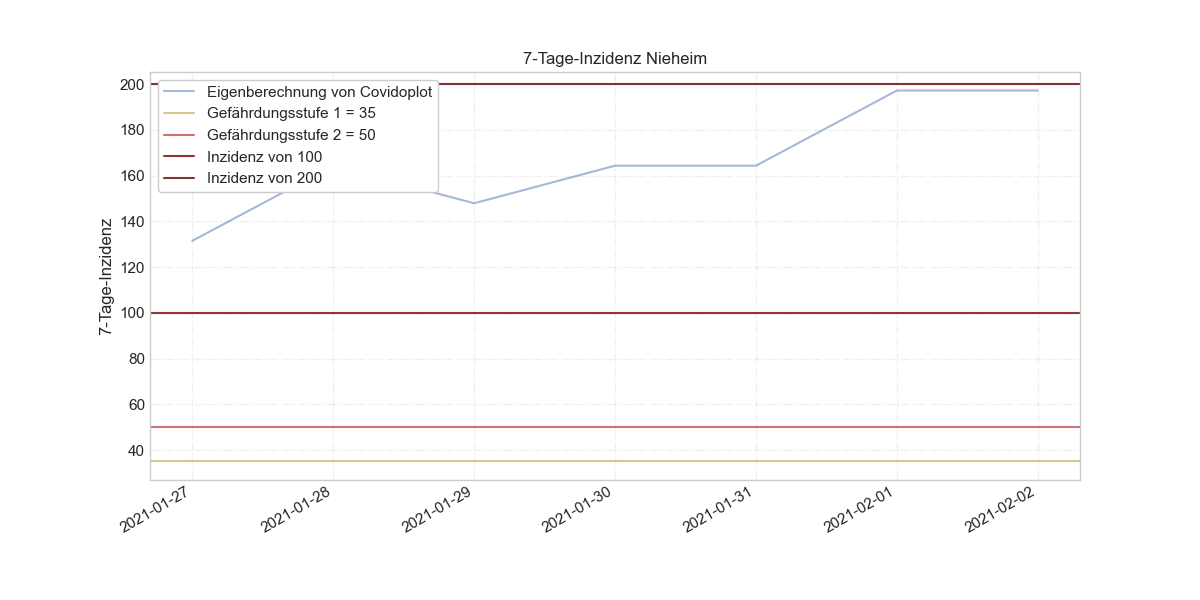 7-Tage-Inzidenz Nieheim
7-Tage-Inzidenz
200
180
160
140
120
100
80
60
40
Eigenberechnung von Covidoplot
Gefährdungsstufe 1 = 35
Gefährdungsstufe 2 = 50
Inzidenz von 100
Inzidenz von 200
2021-01-27
2021-01-28
2021-01-29
2021-01-30
2021-01-31
2021-02-01
2021-02-02